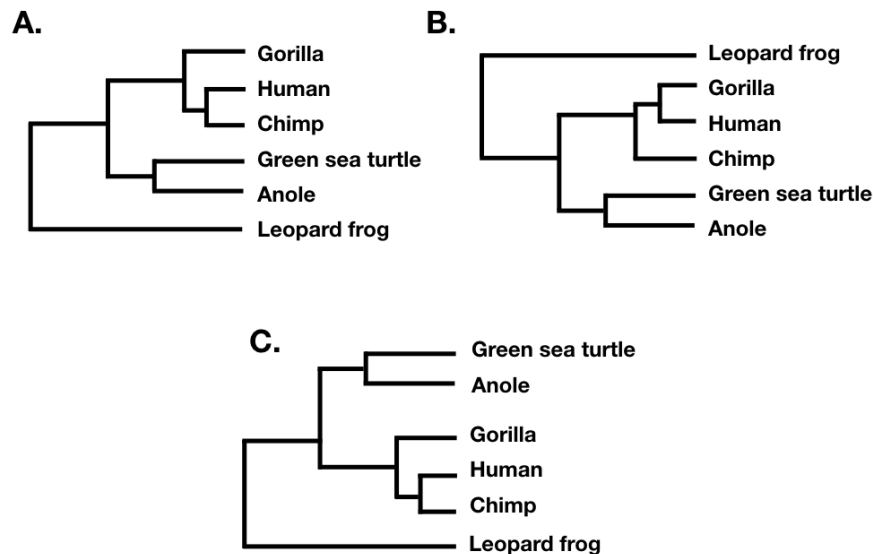 A.
Gorilla
Human
Chimp
Green sea turtle
Anole
Leopard frog
B.
Leopard frog
Gorilla
Human
Chimp
Green sea turtle
Anole
C.
Green sea turtle
Anole
Gorilla
Human
Chimp
Leopard frog